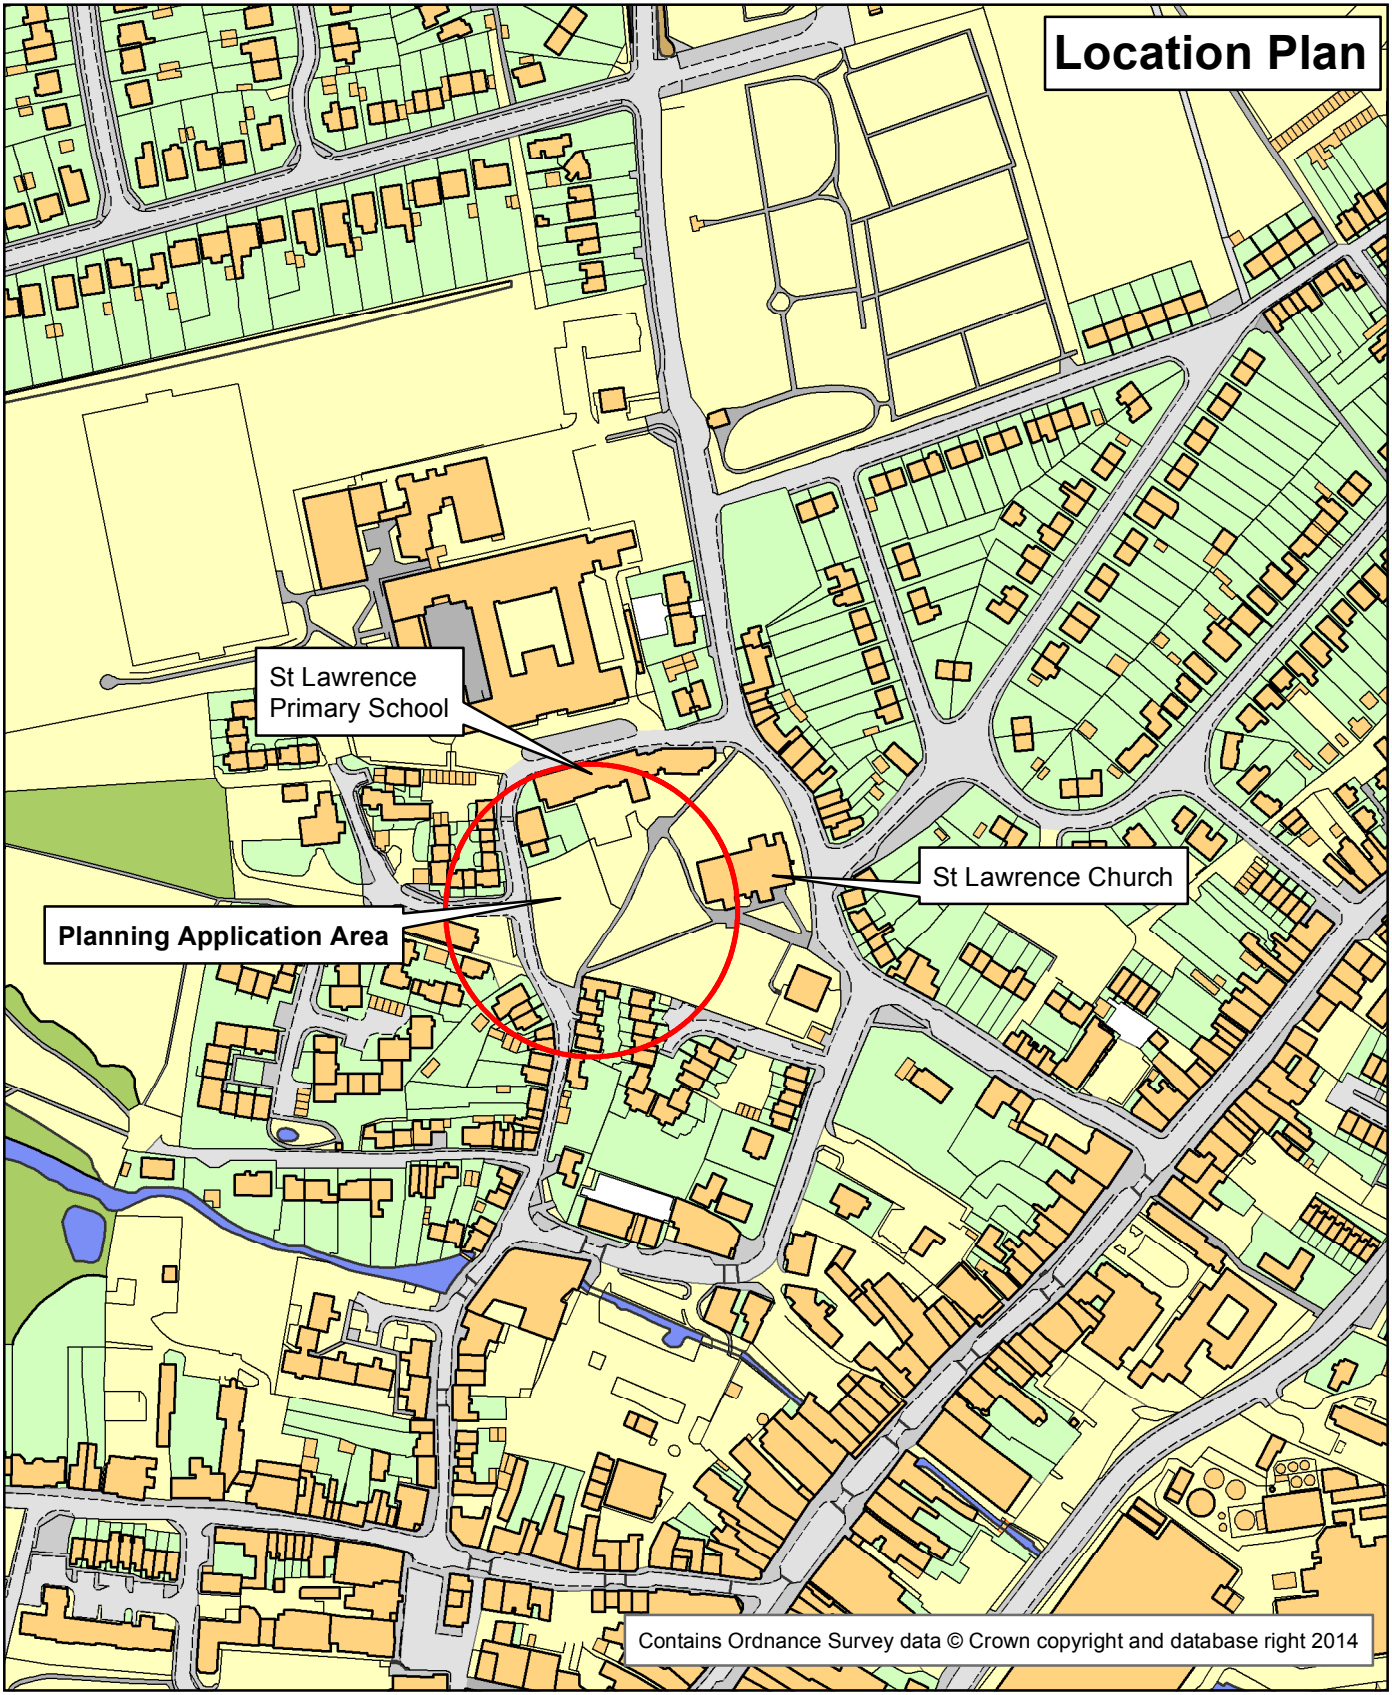 Location Plan
St Lawrence
Primary School
St Lawrence Church
Planning Application Area
Contains Ordnance Survey data © Crown copyright and database right 2014